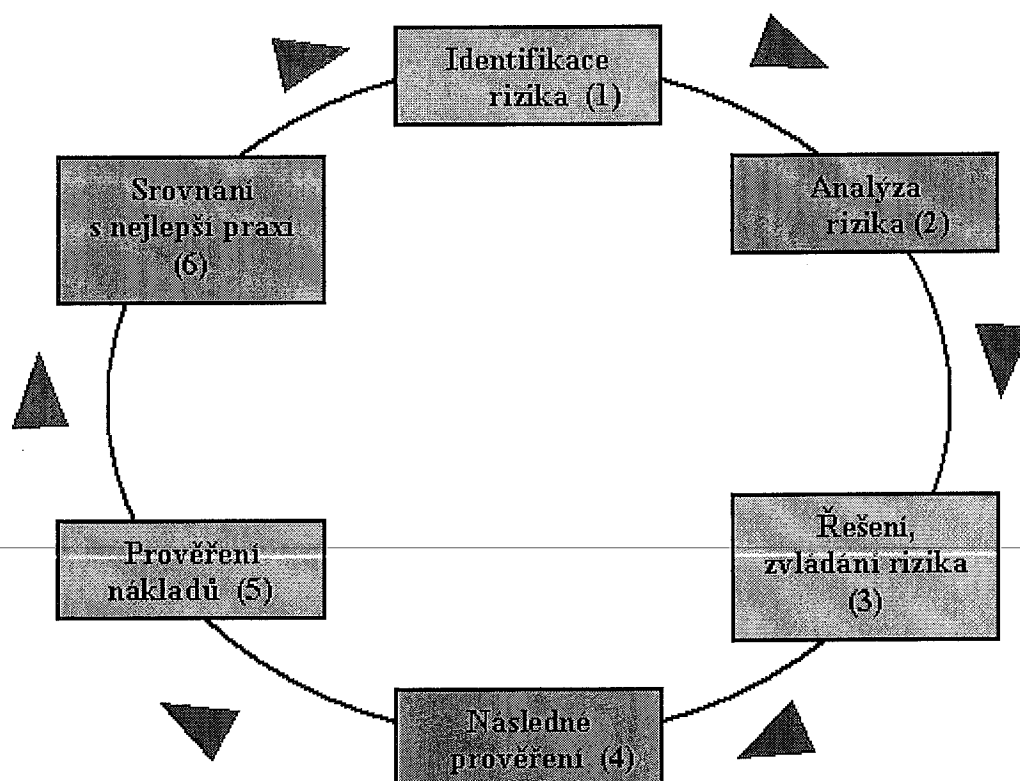 Identifikace
rizika (1)
Analýza
rizika (2)
Řešení,
zvládání rizika
(3)
Následné
prověření (4)
Prověření
nákladů (5)
Srovnání
s nejlepší praxí
(6)